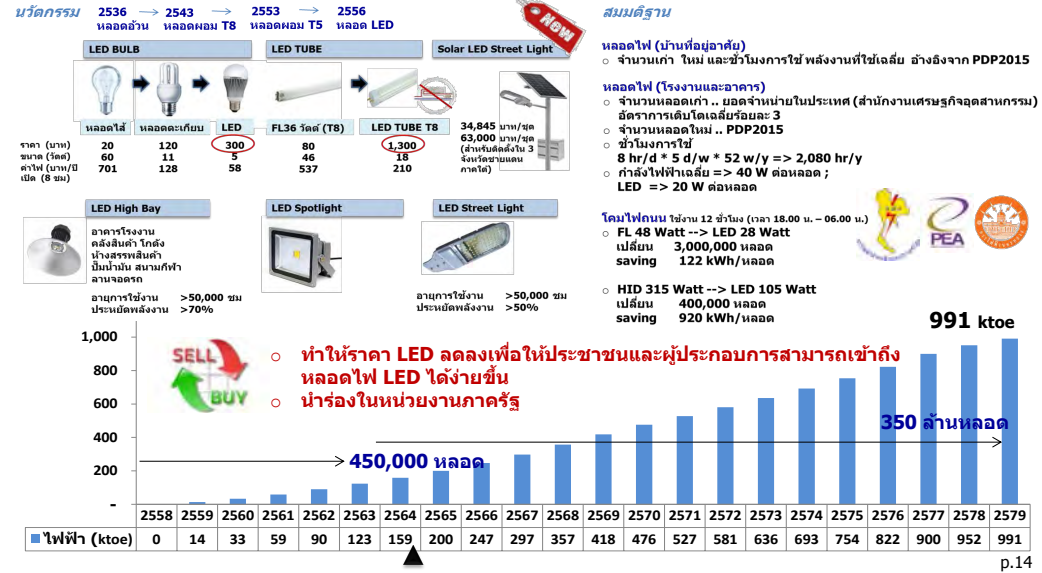 นวัตกรรม
2536 → 2543 → 2553 → 2556
หลอดอ้วน หลอดผอม T8 หลอดผอม T5 หลอด LED
NEW
LED BULB
LED TUBE
Solar LED Street Light
หลอดไส้ หลอดตะเกียบ LED FL36 วัตต์ (T8) LED TUBE T8
ราคา (บาท) 20 120 300 80 1,300
ขนาด (วัตต์) 60 11 5 46 18
ค่าไฟ (บาท/ปี 701 128 58 537 210
เปิด (8 ชม)
34,845 บาท/ชุด
63,000 บาท/ชุด
(สำหรับติดตั้งใน 3
จังหวัดชายแดน
ภาคใต้)
LED High Bay
อาคารโรงงาน
คลังสินค้า โกดัง
ห้างสรรพสินค้า
ปั๊มน้ำมัน สนามกีฬา
ลานจอดรถ
อายุการใช้งาน >50,000 ชม
ประหยัดพลังงาน >70%
LED Spotlight
LED Street Light
อายุการใช้งาน >50,000 ชม
ประหยัดพลังงาน >50%
สมมติฐาน
หลอดไฟ (บ้านที่อยู่อาศัย)
○ จำนวนเก่า ใหม่ และชั่วโมงการใช้ พลังงานที่ใช้เฉลี่ย อ้างอิงจาก PDP2015
หลอดไฟ (โรงงานและอาคาร)
○ จำนวนหลอดเก่า .. ยอดจำหน่ายในประเทศ (สำนักงานเศรษฐกิจอุตสาหกรรม)
อัตราการเติบโตเฉลี่ยร้อยละ 3
○ จำนวนหลอดใหม่ .. PDP2015
○ ชั่วโมงการใช้
8 hr/d * 5 d/w * 52 w/y => 2,080 hr/y
○ กำลังไฟฟ้าเฉลี่ย => 40 W ต่อหลอด ;
LED => 20 W ต่อหลอด
โคมไฟถนน ใช้งาน 12 ชั่วโมง (เวลา 18.00 น. – 06.00 น.)
○ FL 48 Watt --> LED 28 Watt
เปลี่ยน 3,000,000 หลอด
saving 122 kWh/หลอด
○ HID 315 Watt --> LED 105 Watt
เปลี่ยน 400,000 หลอด
saving 920 kWh/หลอด
PEA
991 ktoe
SELL
BUY
○ ทำให้ราคา LED ลดลงเพื่อให้ประชาชนและผู้ประกอบการสามารถเข้าถึง
หลอดไฟ LED ได้ง่ายขึ้น
○ นำร่องในหน่วยงานภาครัฐ
450,000 หลอด
350 ล้านหลอด
1,000
800
600
400
200
-
2558 2559 2560 2561 2562 2563 2564 2565 2566 2567 2568 2569 2570 2571 2572 2573 2574 2575 2576 2577 2578 2579
ไฟฟ้า (ktoe) 0 14 33 59 90 123 159 200 247 297 357 418 476 527 581 636 693 754 822 900 952 991
p.14